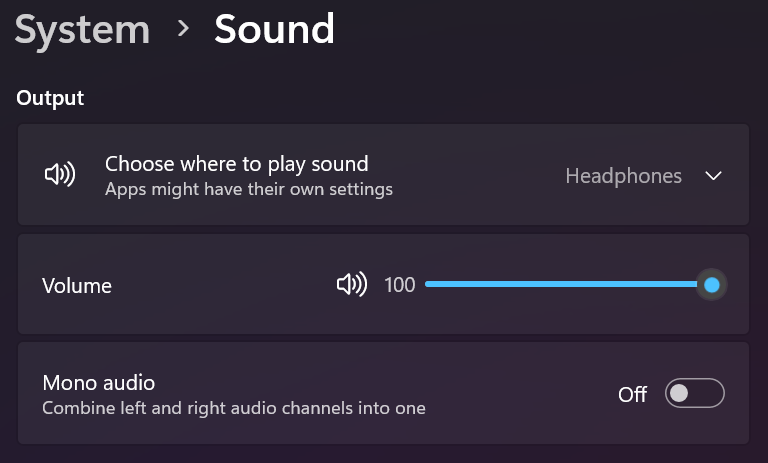 System > Sound
Output
Choose where to play sound
Apps might have their own settings
Headphones
Volume
100
Mono audio
Combine left and right audio channels into one
Off